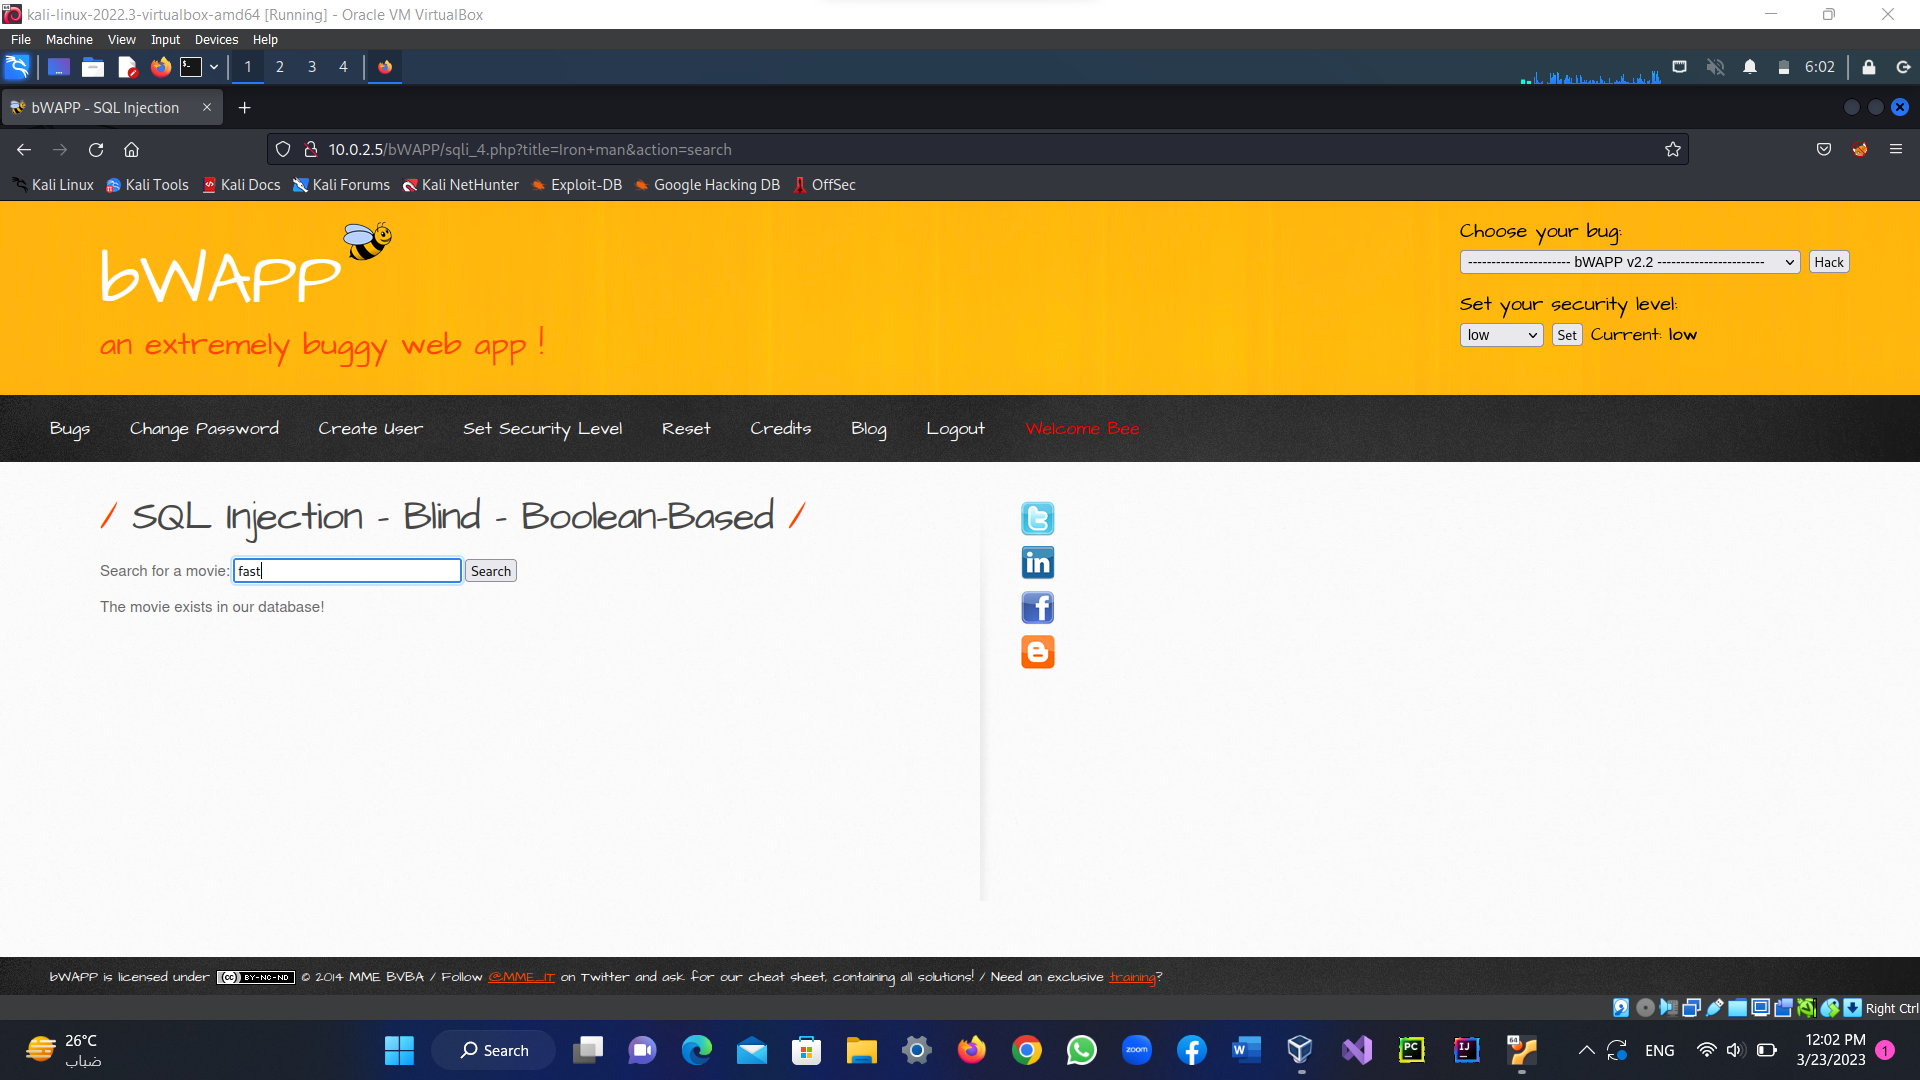 kali-linux-2022.3-virtualbox-amd64 [Running] - Oracle VM VirtualBox
File Machine View Input Devices Help
1 2 3 4 6:02
bWAPP - SQL Injection
10.0.2.5/bWAPP/sqli_4.php?title=Iron+man&action=search
Kali Linux Kali Tools Kali Docs Kali Forums Kali NetHunter Exploit-DB Google Hacking DB OffSec
bWAPP
an extremely buggy web app !
Choose your bug:
---------------------- bWAPP v2.2 ----------------------- Hack
Set your security level:
low Set Current: low
Bugs Change Password Create User Set Security Level Reset Credits Blog Logout Welcome Bee
/ SQL Injection - Blind - Boolean-Based /
Search for a movie: fast Search
The movie exists in our database!
bWAPP is licensed under (cc) BY-NC-ND © 2014 MME BVBA / Follow @MME_IT on Twitter and ask for our cheat sheet, containing all solutions! / Need an exclusive training?
Right Ctrl
26°C
ضباب
Search
zoom
ENG
12:02 PM
3/23/2023
1